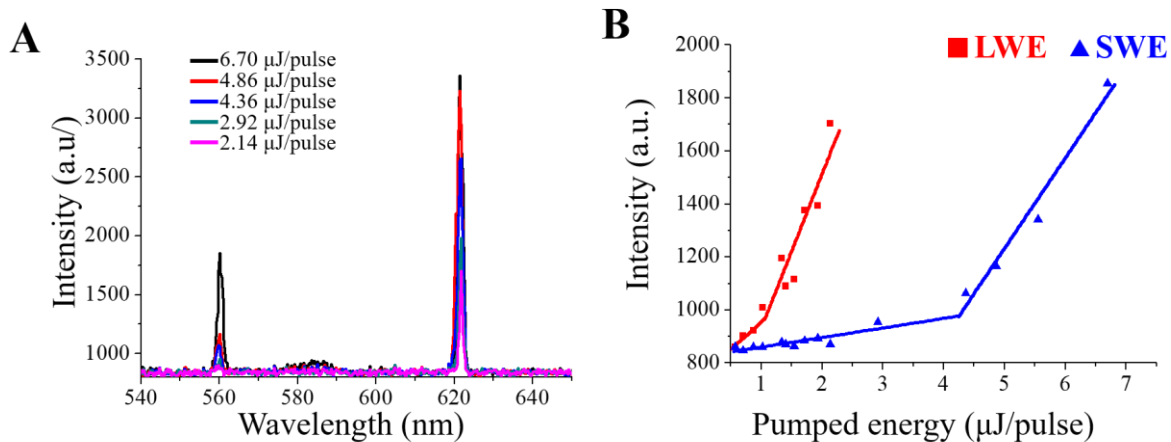 A
3500
3000
2500
2000
1500
1000
Intensity (a.u/)
6.70 μJ/pulse
4.86 μJ/pulse
4.36 μJ/pulse
2.92 μJ/pulse
2.14 μJ/pulse
540 560 580 600 620 640
Wavelength (nm)
B
LWE SWE
2000
1800
1600
1400
1200
1000
800
Intensity (a.u.)
1 2 3 4 5 6 7
Pumped energy (μJ/pulse)